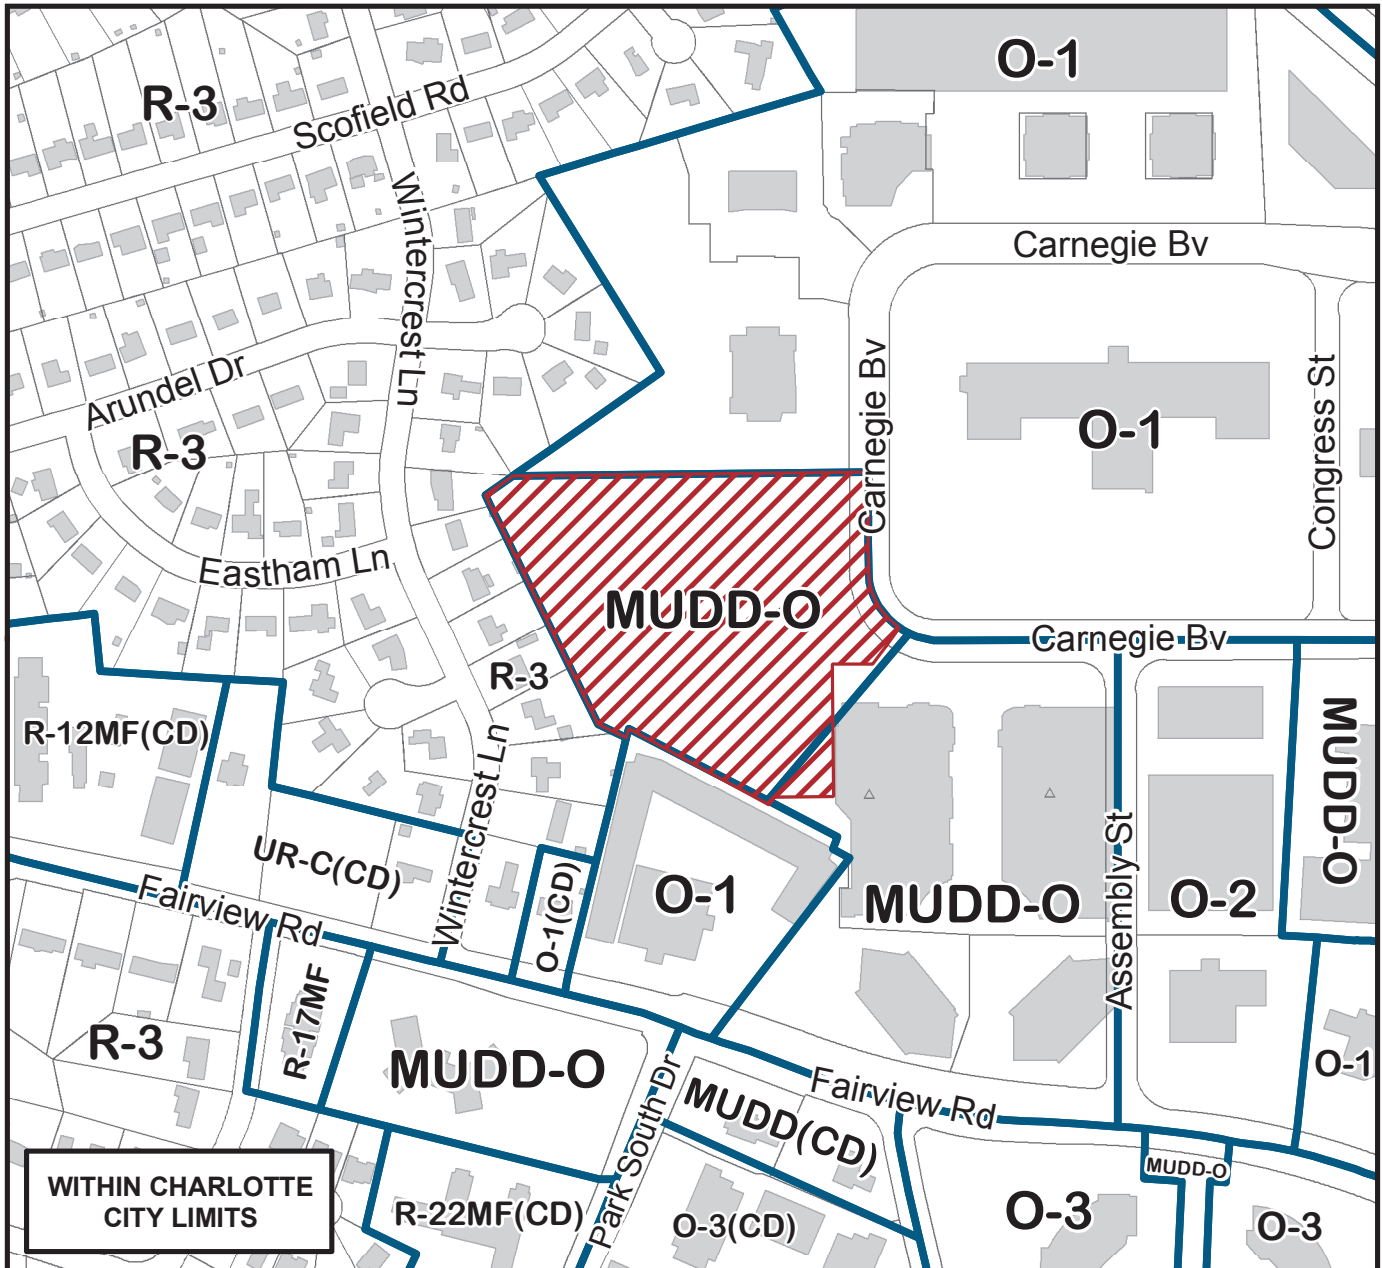 O-1
R-3
Scofield Rd
Wintercrest Ln
Carnegie Bv
Carnegie Bv
Congress St
Arundel Dr
R-3
O-1
Eastham Ln
MUDD-O
Carnegie Bv
R-3
R-12MF(CD)
MUDD-O
Wintercrest Ln
UR-C(CD)
Assembly St
O-1
MUDD-O
O-2
Fairview Rd
O-1(CD)
R-17MF
R-3
MUDD-O
O-1
Park South Dr
MUDD(CD)
Fairview Rd
MUDD-O
WITHIN CHARLOTTE
CITY LIMITS
R-22MF(CD)
O-3(CD)
O-3
O-3